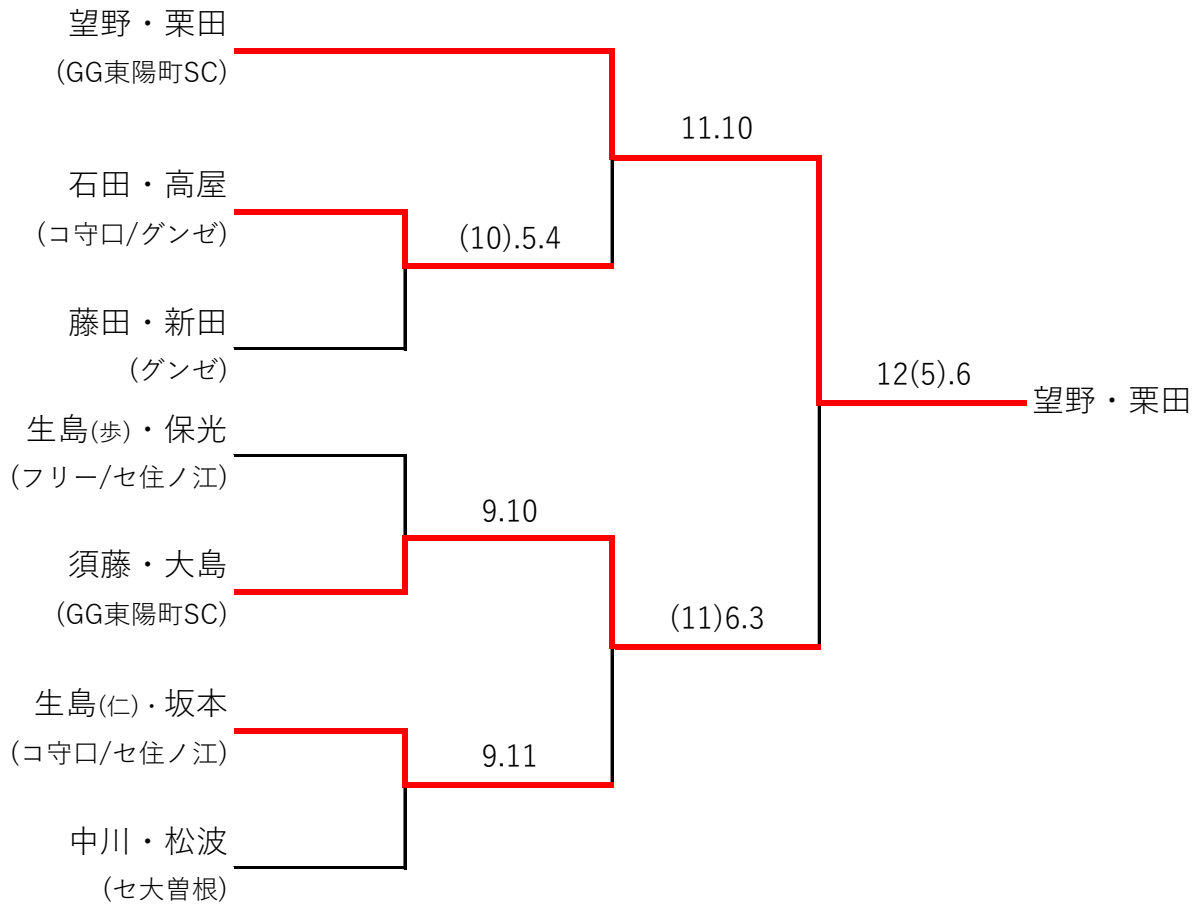 望野・栗田
(GG東陽町SC)
11.10
石田・高屋
(コ守口/グンゼ)
(10).5.4
藤田・新田
(グンゼ)
12(5).6
望野・栗田
生島(歩)・保光
(フリー/セ住ノ江)
9.10
須藤・大島
(GG東陽町SC)
(11)6.3
生島(仁)・坂本
(コ守口/セ住ノ江)
9.11
中川・松波
(セ大曽根)